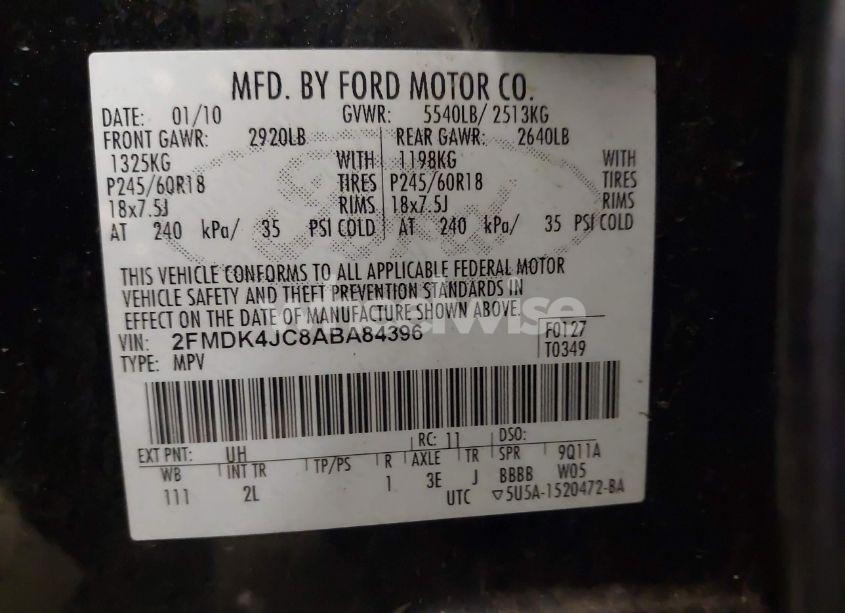 MFD. BY FORD MOTOR CO.
DATE: 01/10 GVWR: 5540LB/ 2513KG
FRONT GAWR: 2920LB REAR GAWR: 2640LB
1325KG WITH 1198KG WITH
P245/60R18 TIRES P245/60R18 TIRES
18x7.5J RIMS 18x7.5J RIMS
AT 240 kPa/ 35 PSI COLD AT 240 kPa/ 35 PSI COLD
THIS VEHICLE CONFORMS TO ALL APPLICABLE FEDERAL MOTOR
VEHICLE SAFETY AND THEFT PREVENTION STANDARDS IN
EFFECT ON THE DATE OF MANUFACTURE SHOWN ABOVE.
VIN: 2FMDK4JC8ABA84396 F0127
TYPE: MPV T0349
EXT PNT: UH RC: 11 DSO:
WB INT TR TP/PS R AXLE TR SPR 9Q11A
111 2L 1 3E J BBBB W05
UTC ▽5U5A-1520472-BA